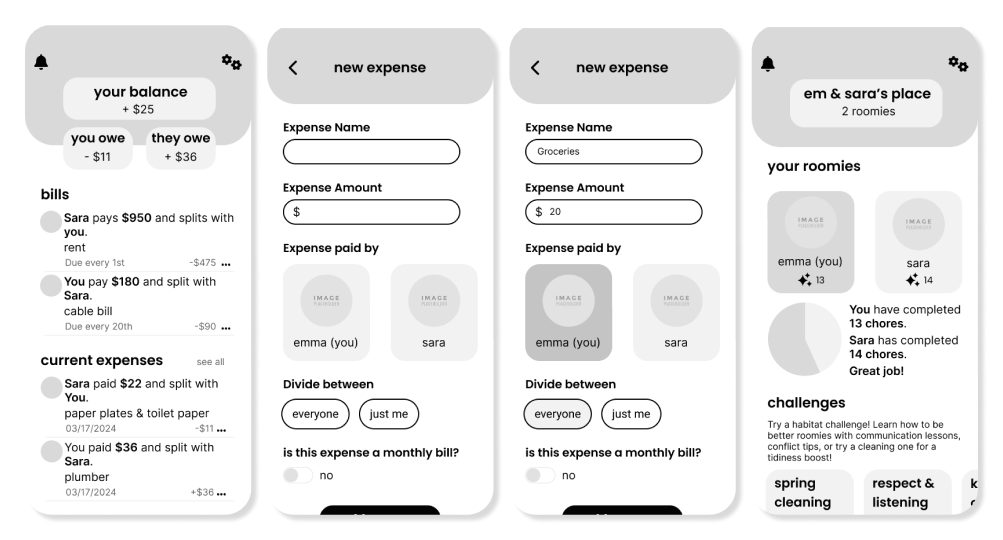 your balance
+ $25
you owe
- $11
they owe
+ $36
bills
Sara pays $950 and splits with
you.
rent
Due every 1st
-$475
You pay $180 and split with
Sara.
cable bill
Due every 20th
-$90
current expenses
see all
Sara paid $22 and split with
You.
paper plates & toilet paper
03/17/2024
-$11
You paid $36 and split with
Sara.
plumber
03/17/2024
+$36
new expense
Expense Name
Expense Amount
$
Expense paid by
IMAGE
PLACEHOLDER
IMAGE
PLACEHOLDER
emma (you)
sara
Divide between
everyone
just me
is this expense a monthly bill?
no
new expense
Expense Name
Groceries
Expense Amount
$ 20
Expense paid by
IMAGE
PLACEHOLDER
IMAGE
PLACEHOLDER
emma (you)
sara
Divide between
everyone
just me
is this expense a monthly bill?
no
em & sara's place
2 roomies
your roomies
IMAGE
PLACEHOLDER
IMAGE
PLACEHOLDER
emma (you)
13
sara
14
You have completed
13 chores.
Sara has completed
14 chores.
Great job!
challenges
Try a habitat challenge! Learn how to be
better roomies with communication lessons,
conflict tips, or try a cleaning one for a
tidiness boost!
spring
cleaning
respect &
listening